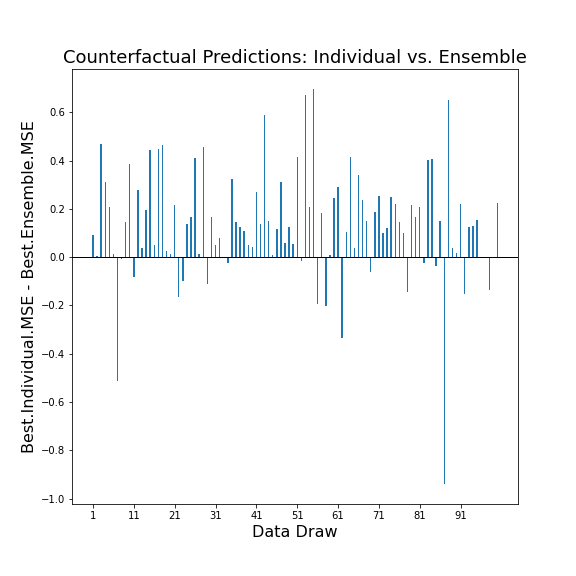 Counterfactual Predictions: Individual vs. Ensemble
Best.Individual.MSE - Best.Ensemble.MSE
0.6
0.4
0.2
0.0
−0.2
−0.4
−0.6
−0.8
−1.0
1 11 21 31 41 51 61 71 81 91
Data Draw